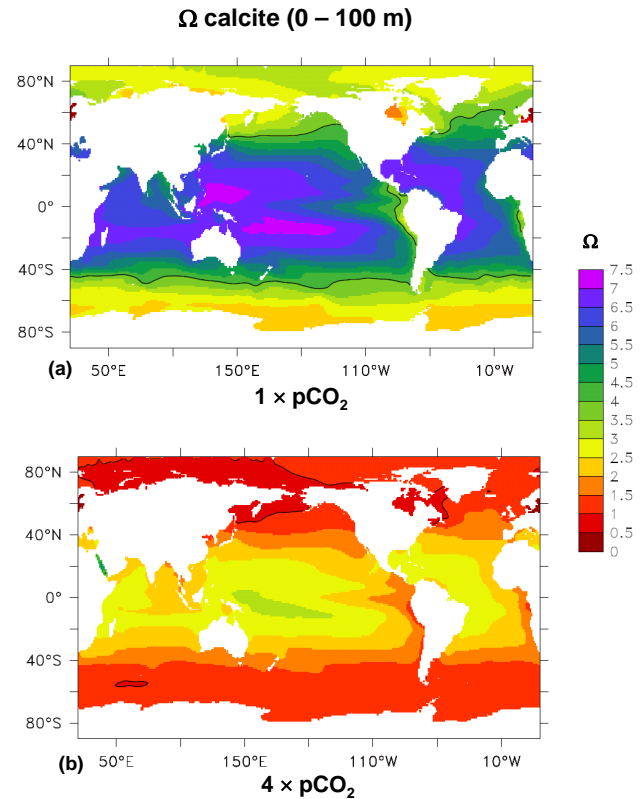 Ω calcite (0 – 100 m)
80°N
40°N
0°
40°S
80°S
50°E 150°E 110°W 10°W
(a)
1 × pCO₂
Ω
7.5
7
6.5
6
5.5
5
4.5
4
3.5
3
2.5
2
1.5
1
0.5
0
80°N
40°N
0°
40°S
80°S
50°E 150°E 110°W 10°W
(b)
4 × pCO₂